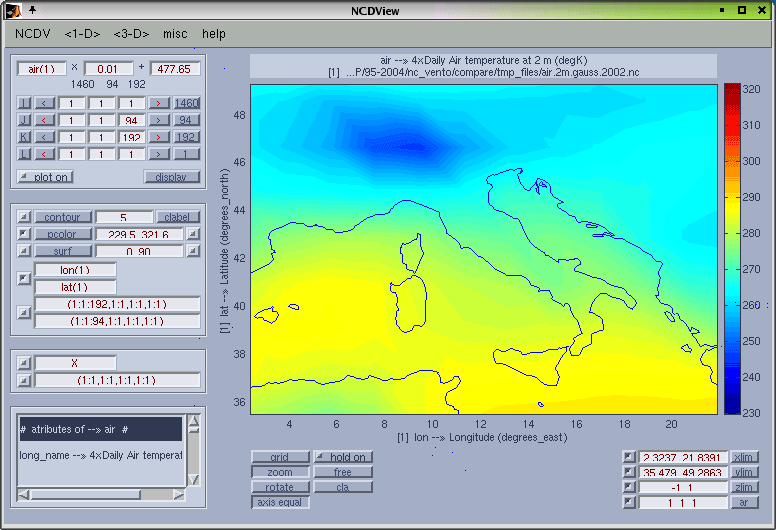 NCDView
NCDV <1-D> <3-D> misc help
air(1) x 0.01 + 477.65
1460 94 192
I < 1 1 1 > 1460
J < 1 1 94 > 94
K < 1 1 192 > 192
L < 1 1 1 > 1
plot on display
contour 5 clabel
pcolor 229.5 321.6
surf 0 90
lon(1)
lat(1)
(1:1:192,1:1,1:1,1:1)
(1:1:94,1:1,1:1,1:1)
X
(1:1,1:1,1:1,1:1)
# atributes of --> air #
long_name --> 4xDaily Air temperat
air --> 4xDaily Air temperature at 2 m (degK)
[1] ...P/95-2004/nc_vento/compare/tmp_files/air.2m.gauss.2002.nc
[1] lat --> Latitude (degrees_north)
48
46
44
42
40
38
36
4 6 8 10 12 14 16 18 20
[1] lon --> Longitude (degrees_east)
320
310
300
290
280
270
260
250
240
230
grid hold on
zoom free
rotate cla
axis equal
2.3237 21.8391 xlim
35.479 49.2863 ylim
-1 1 zlim
1 1 1 ar